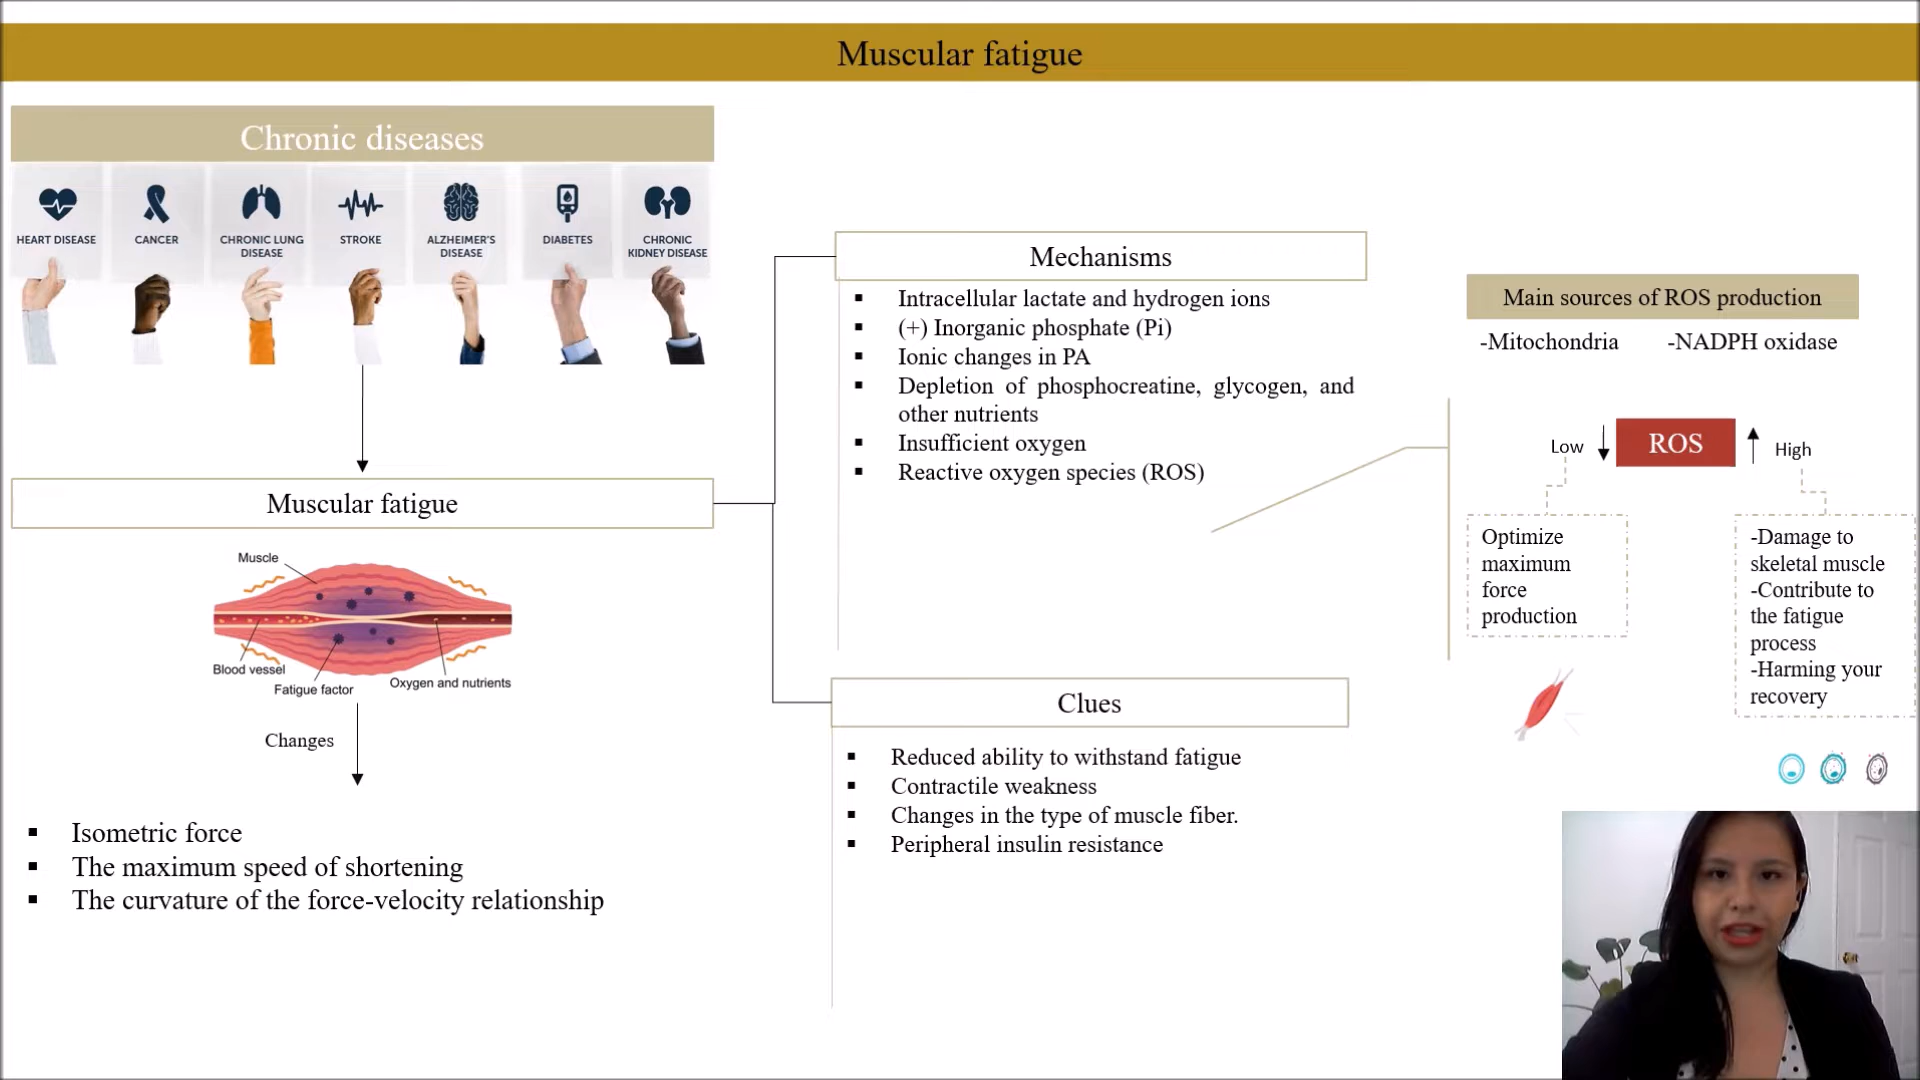 Muscular fatigue
Chronic diseases
HEART DISEASE
CANCER
CHRONIC LUNG
DISEASE
STROKE
ALZHEIMER'S
DISEASE
DIABETES
CHRONIC
KIDNEY DISEASE
Muscular fatigue
Muscle
Blood vessel
Fatigue factor
Oxygen and nutrients
Changes
▪ Isometric force
▪ The maximum speed of shortening
▪ The curvature of the force-velocity relationship
Mechanisms
▪ Intracellular lactate and hydrogen ions
▪ (+) Inorganic phosphate (Pi)
▪ Ionic changes in PA
▪ Depletion of phosphocreatine, glycogen, and
other nutrients
▪ Insufficient oxygen
▪ Reactive oxygen species (ROS)
Clues
▪ Reduced ability to withstand fatigue
▪ Contractile weakness
▪ Changes in the type of muscle fiber.
▪ Peripheral insulin resistance
Main sources of ROS production
-Mitochondria -NADPH oxidase
Low
ROS
High
Optimize
maximum
force
production
-Damage to
skeletal muscle
-Contribute to
the fatigue
process
-Harming your
recovery